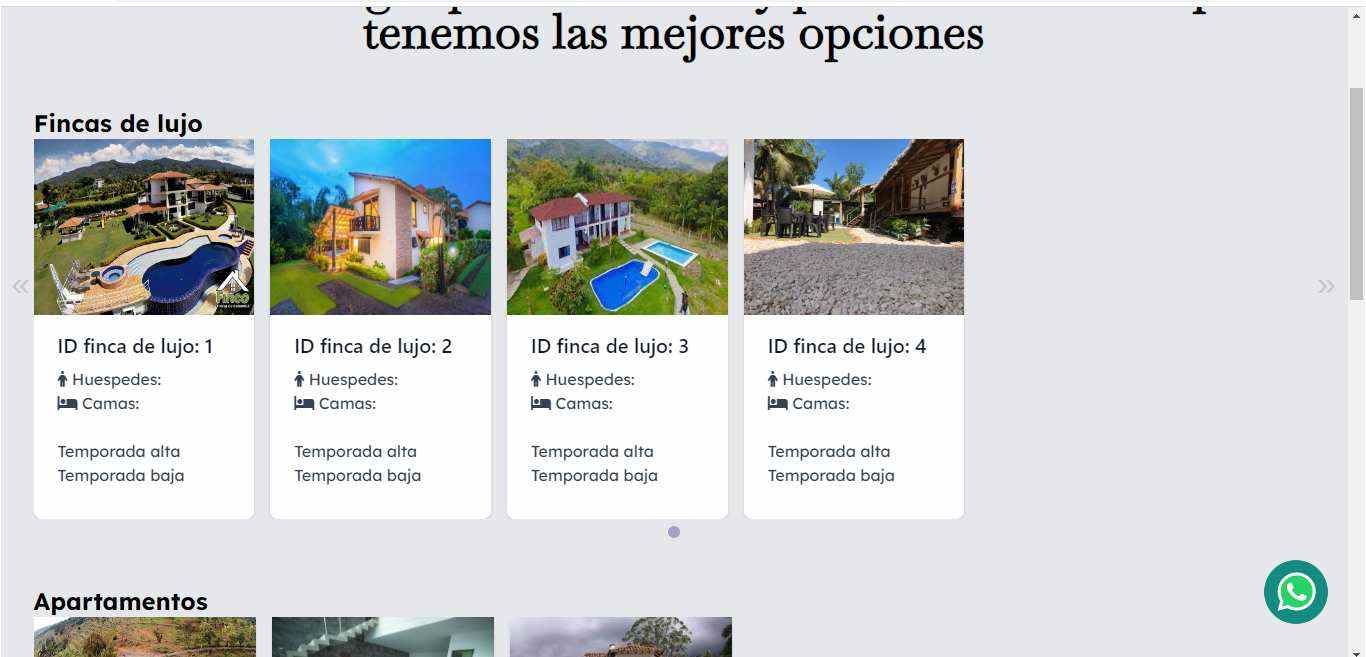 tenemos las mejores opciones
Fincas de lujo
Finco
ID finca de lujo: 1
Huespedes:
Camas:
Temporada alta
Temporada baja
ID finca de lujo: 2
Huespedes:
Camas:
Temporada alta
Temporada baja
ID finca de lujo: 3
Huespedes:
Camas:
Temporada alta
Temporada baja
ID finca de lujo: 4
Huespedes:
Camas:
Temporada alta
Temporada baja
Apartamentos